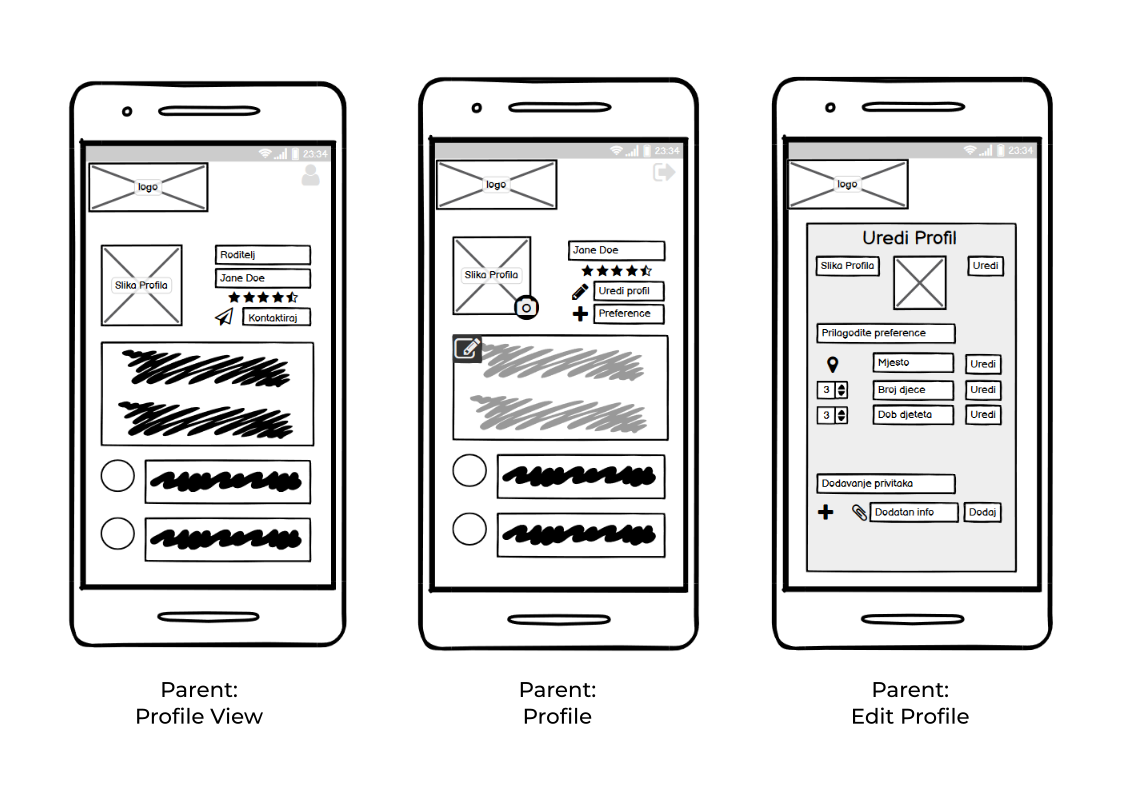 23:34
logo
Slika Profila
Roditelj
Jane Doe
Kontaktiraj
Parent:
Profile View
23:34
logo
Slika Profila
Jane Doe
Uredi profil
Preference
Parent:
Profile
23:34
logo
Uredi Profil
Slika Profila
Uredi
Prilagodite preference
Mjesto
Uredi
3
Broj djece
Uredi
3
Dob djeteta
Uredi
Dodavanje privitaka
Dodatan info
Dodaj
Parent:
Edit Profile